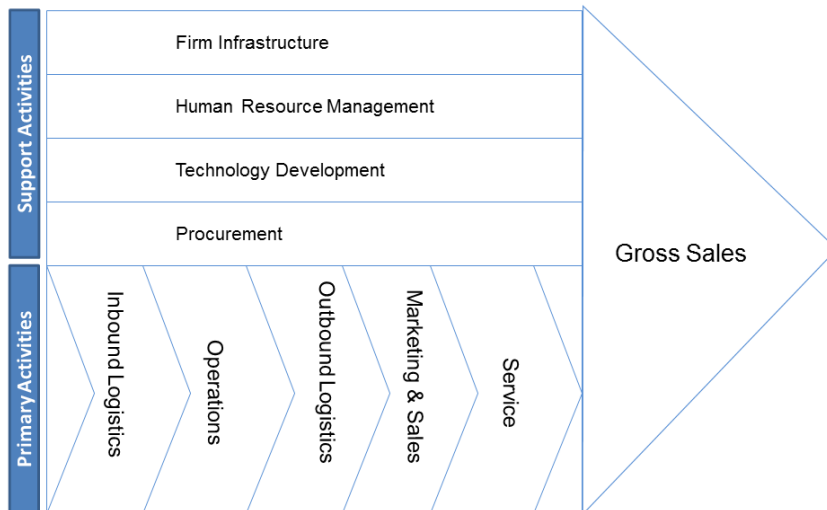 Support Activities
Firm Infrastructure
Human Resource Management
Technology Development
Procurement
Gross Sales
Primary Activities
Inbound Logistics
Operations
Outbound Logistics
Marketing & Sales
Service